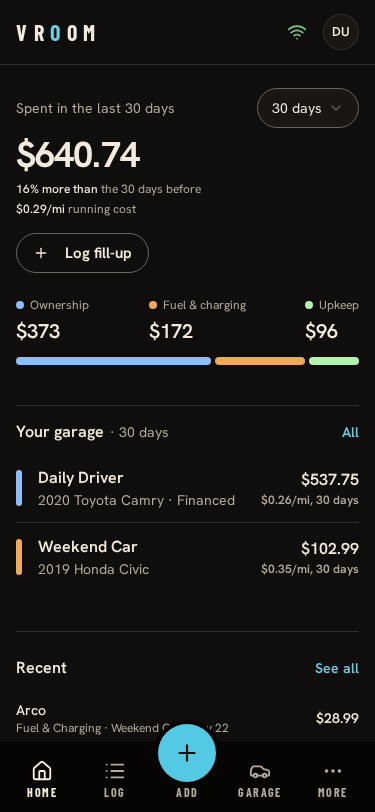 VROOM
DU
Spent in the last 30 days
30 days
$640.74
16% more than the 30 days before
$0.29/mi running cost
+ Log fill-up
Ownership
Fuel & charging
Upkeep
$373
$172
$96
Your garage · 30 days
All
Daily Driver
$537.75
2020 Toyota Camry · Financed
$0.26/mi, 30 days
Weekend Car
$102.99
2019 Honda Civic
$0.35/mi, 30 days
Recent
See all
Arco
$28.99
Fuel & Charging · Weekend 22
HOME
LOG
ADD
GARAGE
MORE